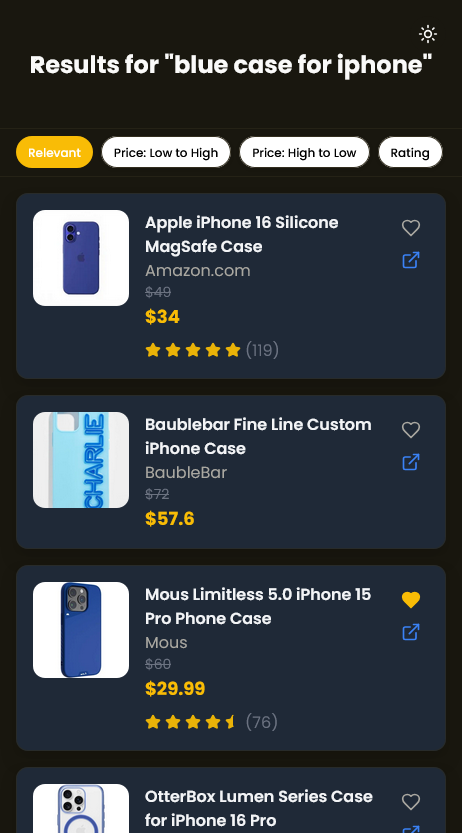 Results for "blue case for iphone"
Relevant
Price: Low to High
Price: High to Low
Rating
Apple iPhone 16 Silicone
MagSafe Case
Amazon.com
$49
$34
(119)
CHARLIE
Baublebar Fine Line Custom
iPhone Case
BaubleBar
$72
$57.6
Mous Limitless 5.0 iPhone 15
Pro Phone Case
Mous
$60
$29.99
(76)
OtterBox Lumen Series Case
for iPhone 16 Pro